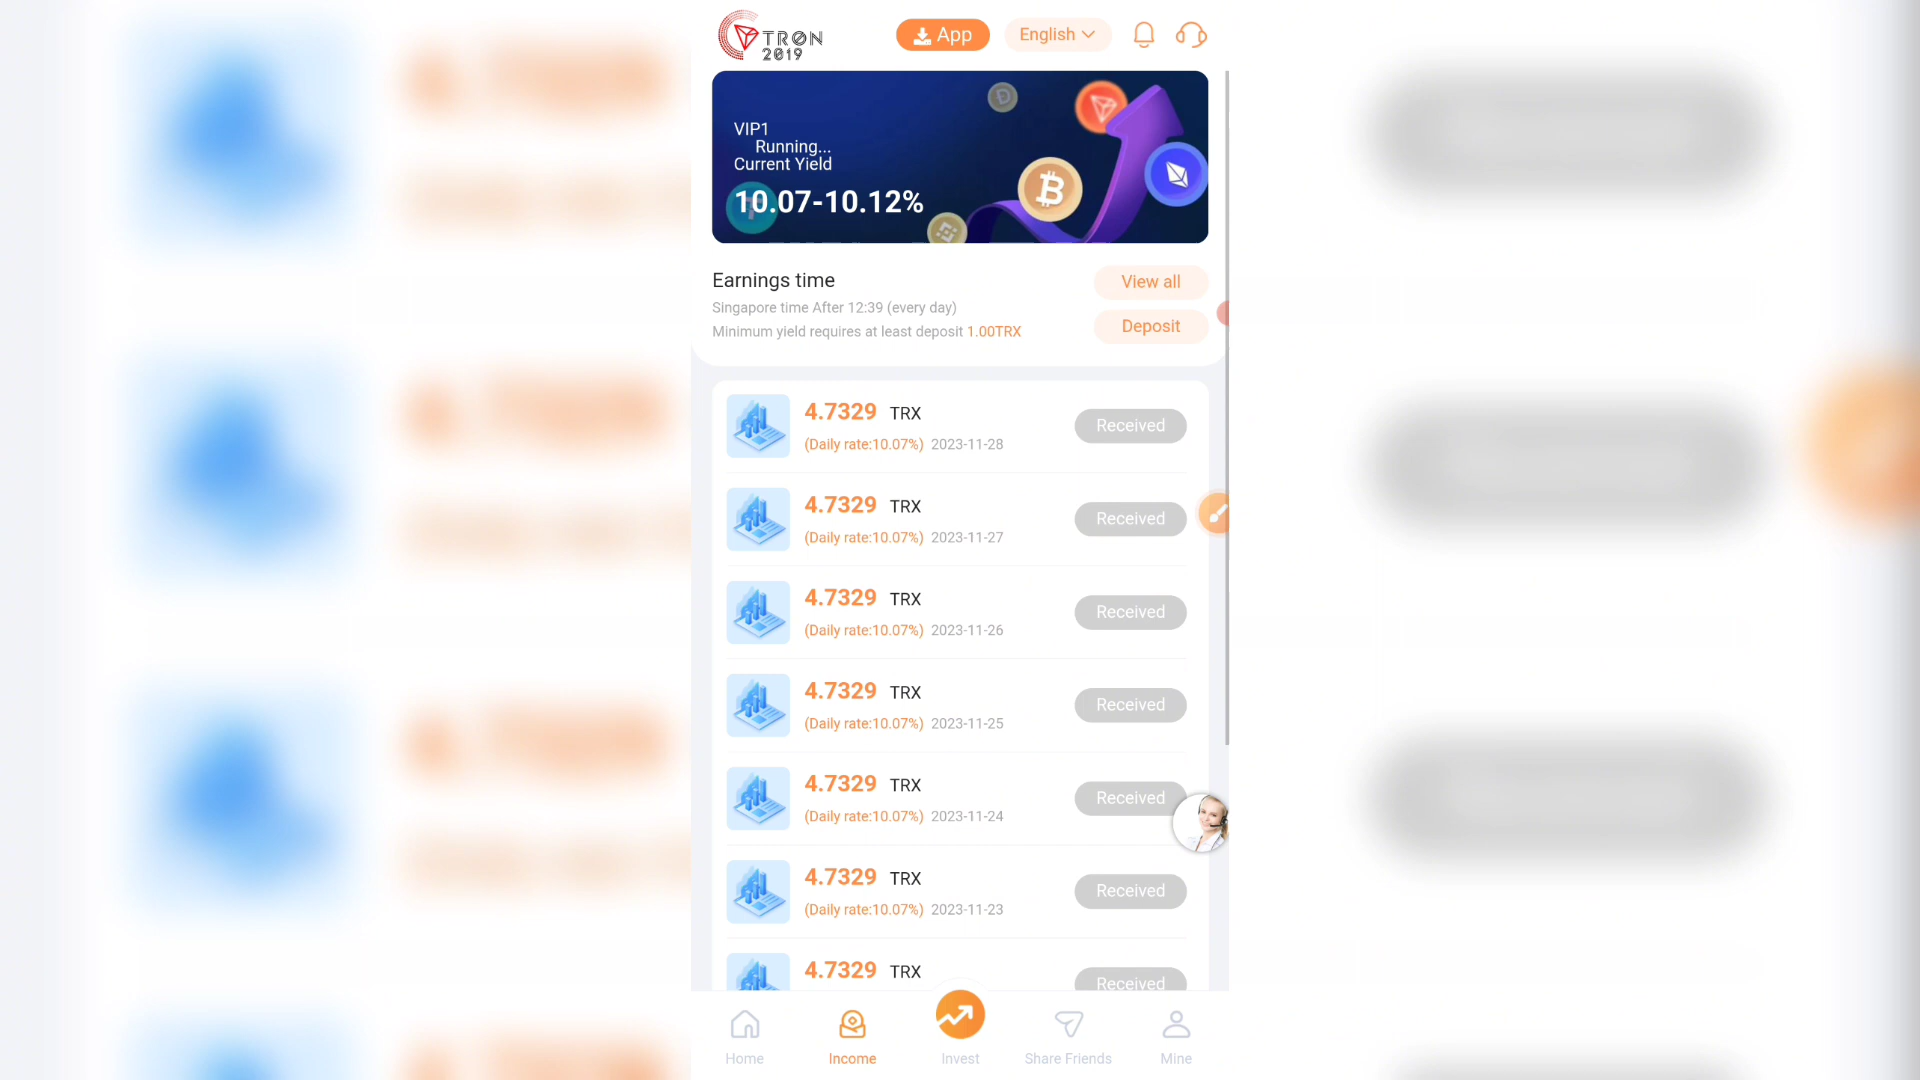 TRON
2019
App
English
VIP1
Running...
Current Yield
10.07-10.12%
Earnings time
View all
Singapore time After 12:39 (every day)
Minimum yield requires at least deposit 1.00TRX
Deposit
4.7329 TRX
Received
(Daily rate:10.07%) 2023-11-28
4.7329 TRX
Received
(Daily rate:10.07%) 2023-11-27
4.7329 TRX
Received
(Daily rate:10.07%) 2023-11-26
4.7329 TRX
Received
(Daily rate:10.07%) 2023-11-25
4.7329 TRX
Received
(Daily rate:10.07%) 2023-11-24
4.7329 TRX
Received
(Daily rate:10.07%) 2023-11-23
4.7329 TRX
Received
Home
Income
Invest
Share Friends
Mine